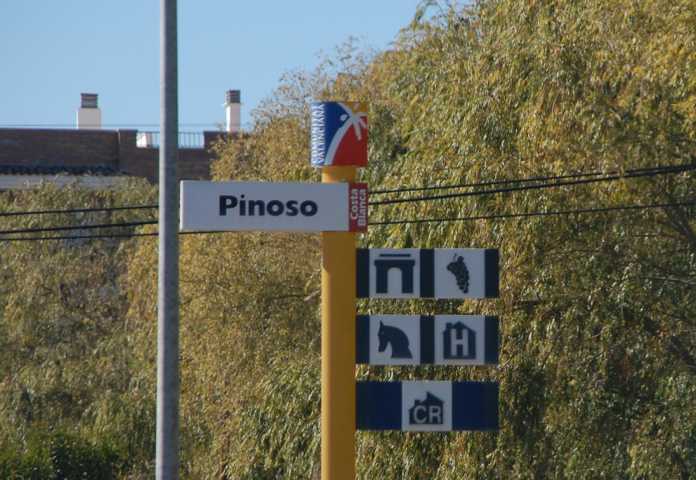 Pinoso
Costa
Blanca
H
CR